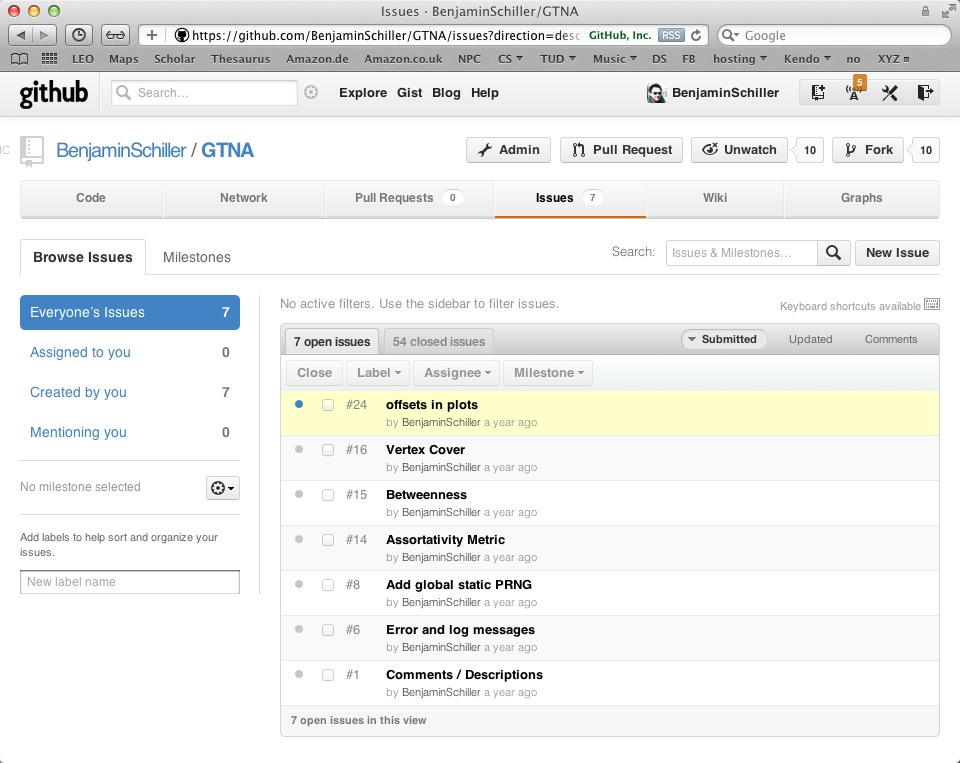 Issues · BenjaminSchiller/GTNA
https://github.com/BenjaminSchiller/GTNA/issues?direction=desc GitHub, Inc. RSS Google
LEO Maps Scholar Thesaurus Amazon.de Amazon.co.uk NPC CS TUD Music DS FB hosting Kendo no XYZ
github Search... Explore Gist Blog Help BenjaminSchiller 5
BenjaminSchiller / GTNA Admin Pull Request Unwatch 10 Fork 10
Code Network Pull Requests 0 Issues 7 Wiki Graphs
Browse Issues Milestones Search: Issues & Milestones... New Issue
Everyone's Issues 7
Assigned to you 0
Created by you 7
Mentioning you 0
No milestone selected
Add labels to help sort and organize your
issues.
New label name
No active filters. Use the sidebar to filter issues.
Keyboard shortcuts available
7 open issues 54 closed issues Submitted Updated Comments
Close Label Assignee Milestone
#24 offsets in plots
by BenjaminSchiller a year ago
#16 Vertex Cover
by BenjaminSchiller a year ago
#15 Betweenness
by BenjaminSchiller a year ago
#14 Assortativity Metric
by BenjaminSchiller a year ago
#8 Add global static PRNG
by BenjaminSchiller a year ago
#6 Error and log messages
by BenjaminSchiller a year ago
#1 Comments / Descriptions
by BenjaminSchiller a year ago
7 open issues in this view